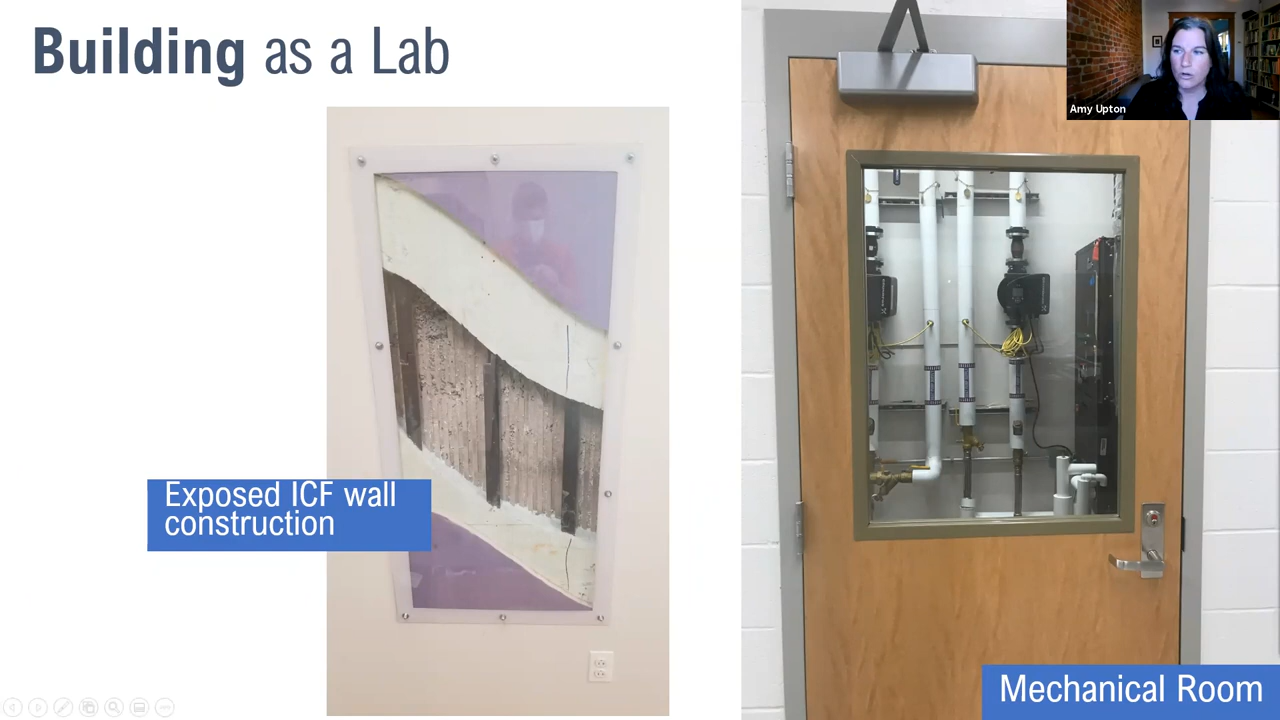 Building as a Lab
Amy Upton
Exposed ICF wall
construction
Mechanical Room